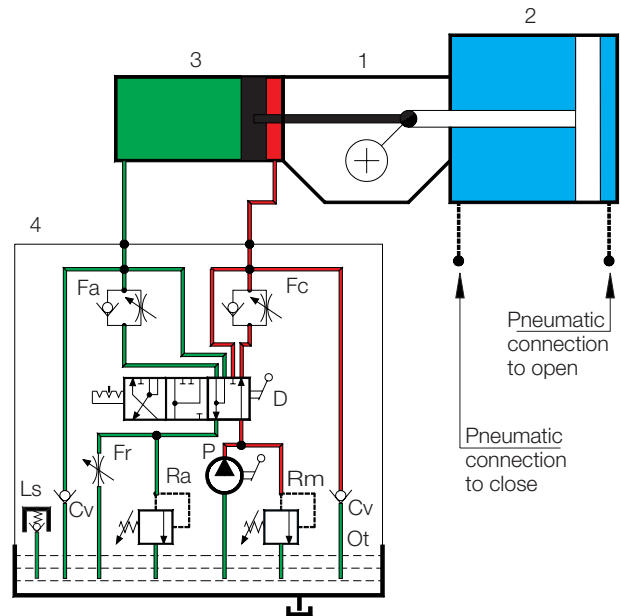 2
3
1
4
Fa
Fc
Pneumatic
connection
to open
D
Fr
P
Pneumatic
connection
to close
Ra
Rm
Ls
Cv
Cv
Ot